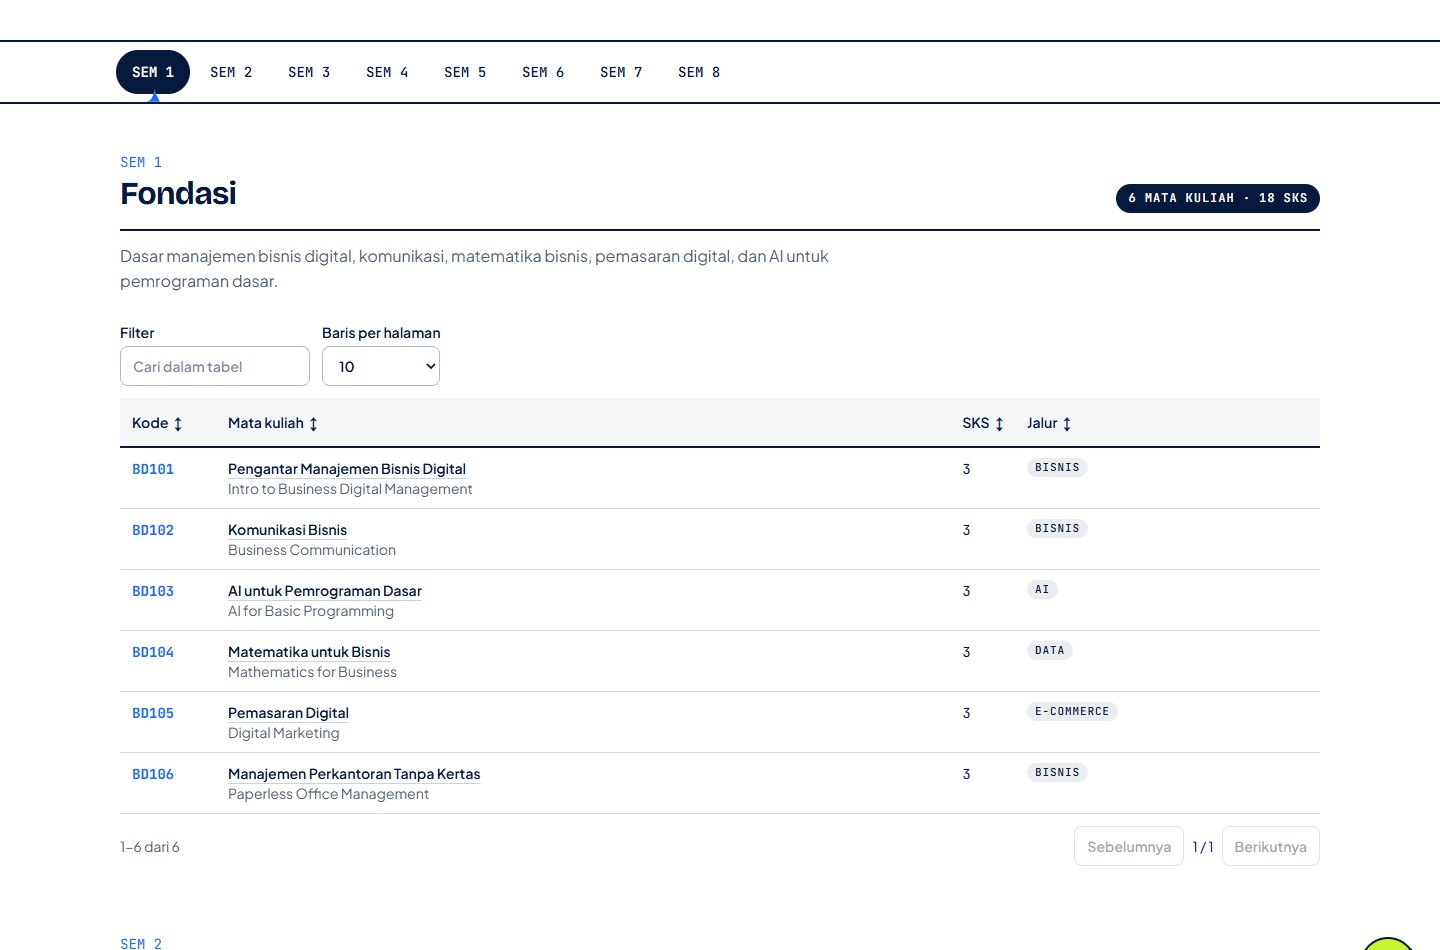 SEM 1 SEM 2 SEM 3 SEM 4 SEM 5 SEM 6 SEM 7 SEM 8
SEM 1
Fondasi
6 MATA KULIAH · 18 SKS
Dasar manajemen bisnis digital, komunikasi, matematika bisnis, pemasaran digital, dan AI untuk
pemrograman dasar.
Filter Baris per halaman
Cari dalam tabel 10
Kode ↕ Mata kuliah ↕ SKS ↕ Jalur ↕
BD101 Pengantar Manajemen Bisnis Digital 3 BISNIS
Intro to Business Digital Management
BD102 Komunikasi Bisnis 3 BISNIS
Business Communication
BD103 AI untuk Pemrograman Dasar 3 AI
AI for Basic Programming
BD104 Matematika untuk Bisnis 3 DATA
Mathematics for Business
BD105 Pemasaran Digital 3 E-COMMERCE
Digital Marketing
BD106 Manajemen Perkantoran Tanpa Kertas 3 BISNIS
Paperless Office Management
1–6 dari 6 Sebelumnya 1 / 1 Berikutnya
SEM 2